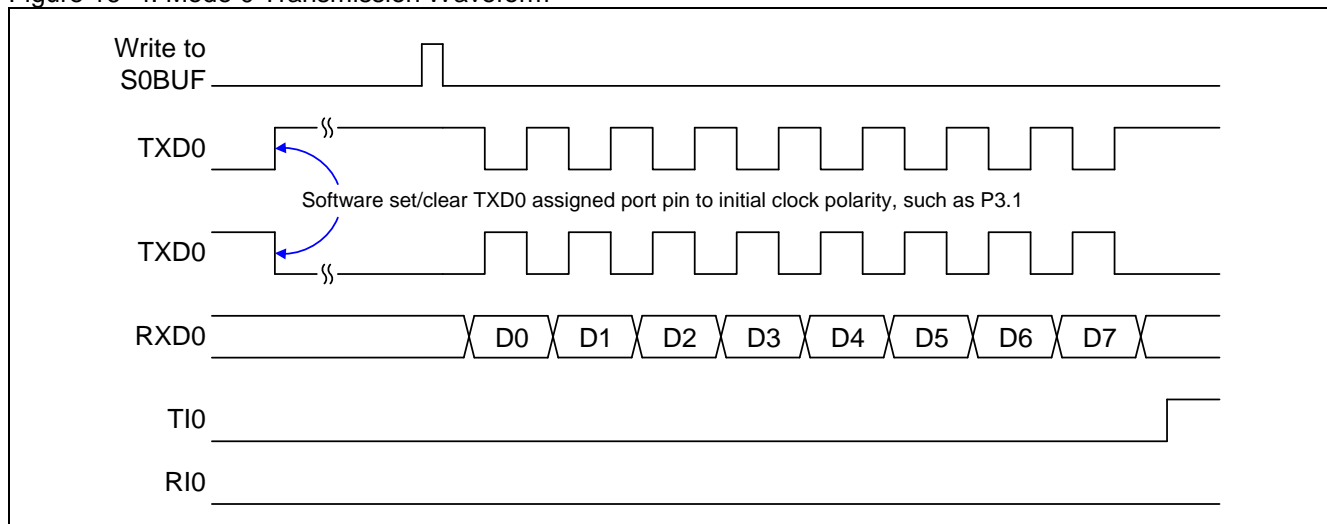 Write to
S0BUF
TXD0
Software set/clear TXD0 assigned port pin to initial clock polarity, such as P3.1
TXD0
RXD0 D0 D1 D2 D3 D4 D5 D6 D7
TI0
RI0